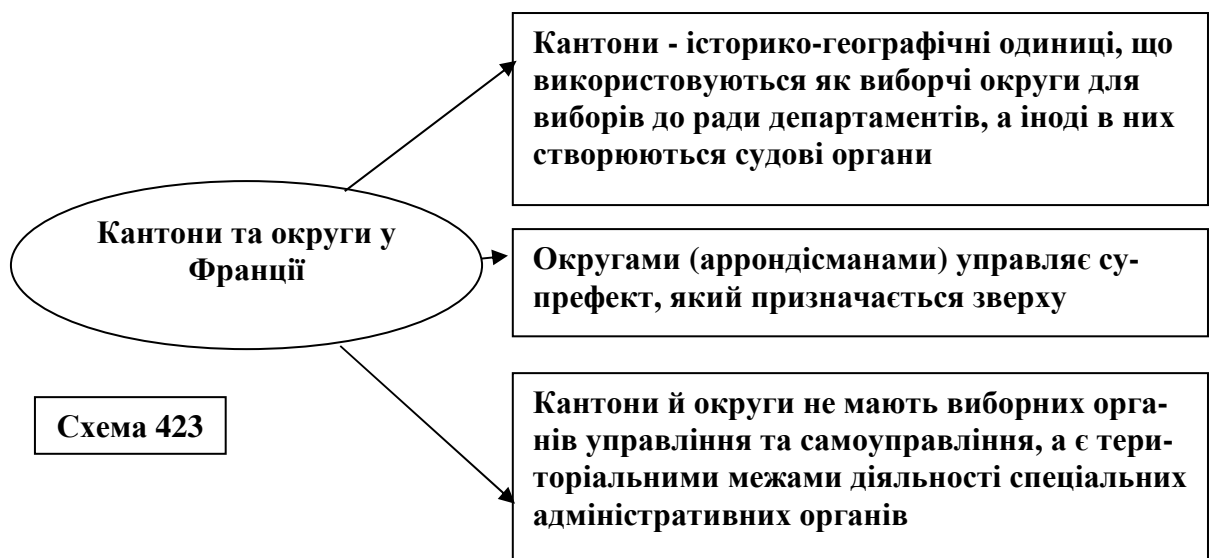 Кантони - історико-географічні одиниці, що
використовуються як виборчі округи для
виборів до ради департаментів, а іноді в них
створюються судові органи
Кантони та округи у
Франції
Округами (аррондісманами) управляє су-
префект, який призначається зверху
Кантони й округи не мають виборних орга-
нів управління та самоуправління, а є тери-
торіальними межами діяльності спеціальних
адміністративних органів
Схема 423